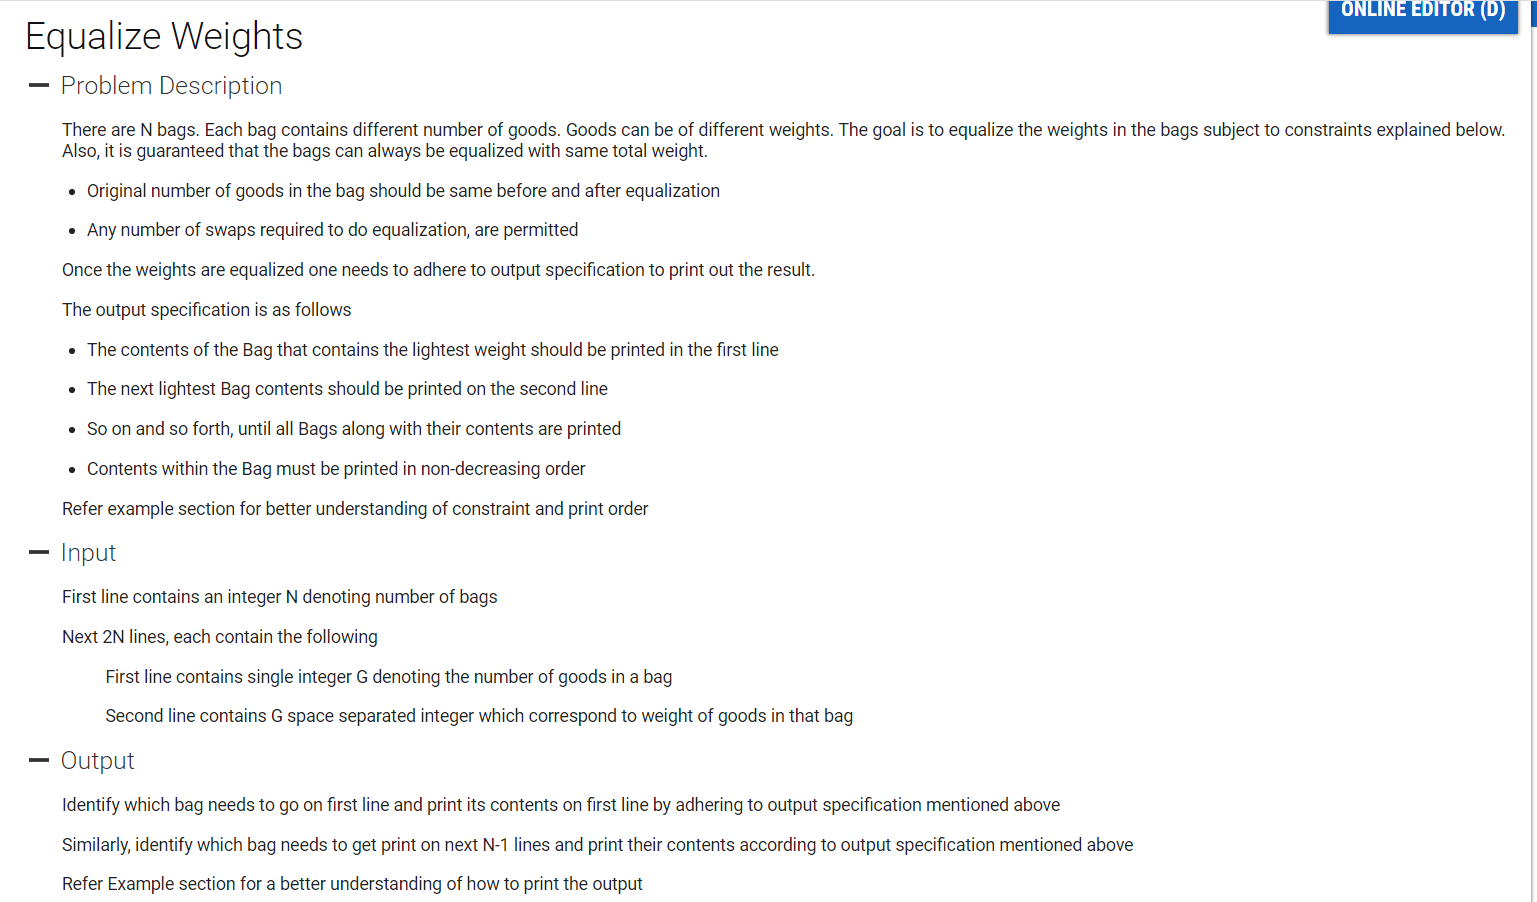 ONLINE EDITOR (D)
Equalize Weights
Problem Description
There are N bags. Each bag contains different number of goods. Goods can be of different weights. The goal is to equalize the weights in the bags subject to constraints explained below.
Also, it is guaranteed that the bags can always be equalized with same total weight.
• Original number of goods in the bag should be same before and after equalization
• Any number of swaps required to do equalization, are permitted
Once the weights are equalized one needs to adhere to output specification to print out the result.
The output specification is as follows
• The contents of the Bag that contains the lightest weight should be printed in the first line
• The next lightest Bag contents should be printed on the second line
• So on and so forth, until all Bags along with their contents are printed
• Contents within the Bag must be printed in non-decreasing order
Refer example section for better understanding of constraint and print order
Input
First line contains an integer N denoting number of bags
Next 2N lines, each contain the following
First line contains single integer G denoting the number of goods in a bag
Second line contains G space separated integer which correspond to weight of goods in that bag
Output
Identify which bag needs to go on first line and print its contents on first line by adhering to output specification mentioned above
Similarly, identify which bag needs to get print on next N-1 lines and print their contents according to output specification mentioned above
Refer Example section for a better understanding of how to print the output